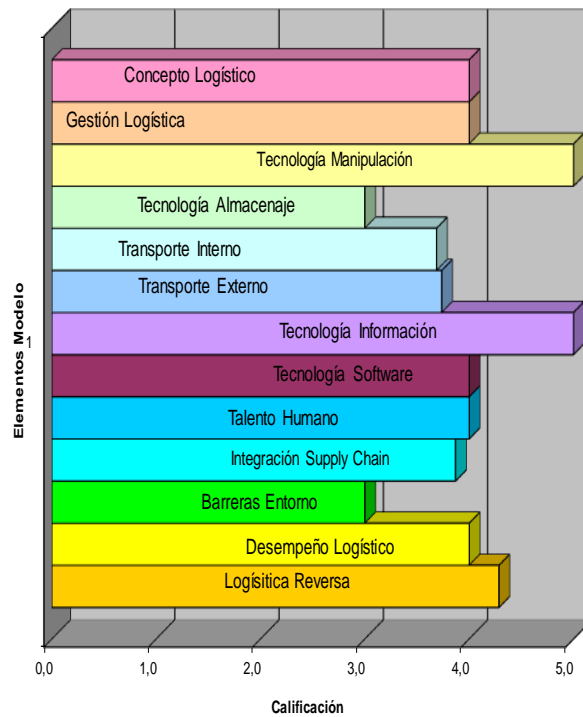 Concepto Logístico
Gestión Logística
Tecnología Manipulación
Tecnología Almacenaje
Transporte Interno
Transporte Externo
Tecnología Información
Tecnología Software
Talento Humano
Integración Supply Chain
Barreras Entorno
Desempeño Logístico
Logísitica Reversa
Elementos Modelo
1
0,0 1,0 2,0 3,0 4,0 5,0
Calificación